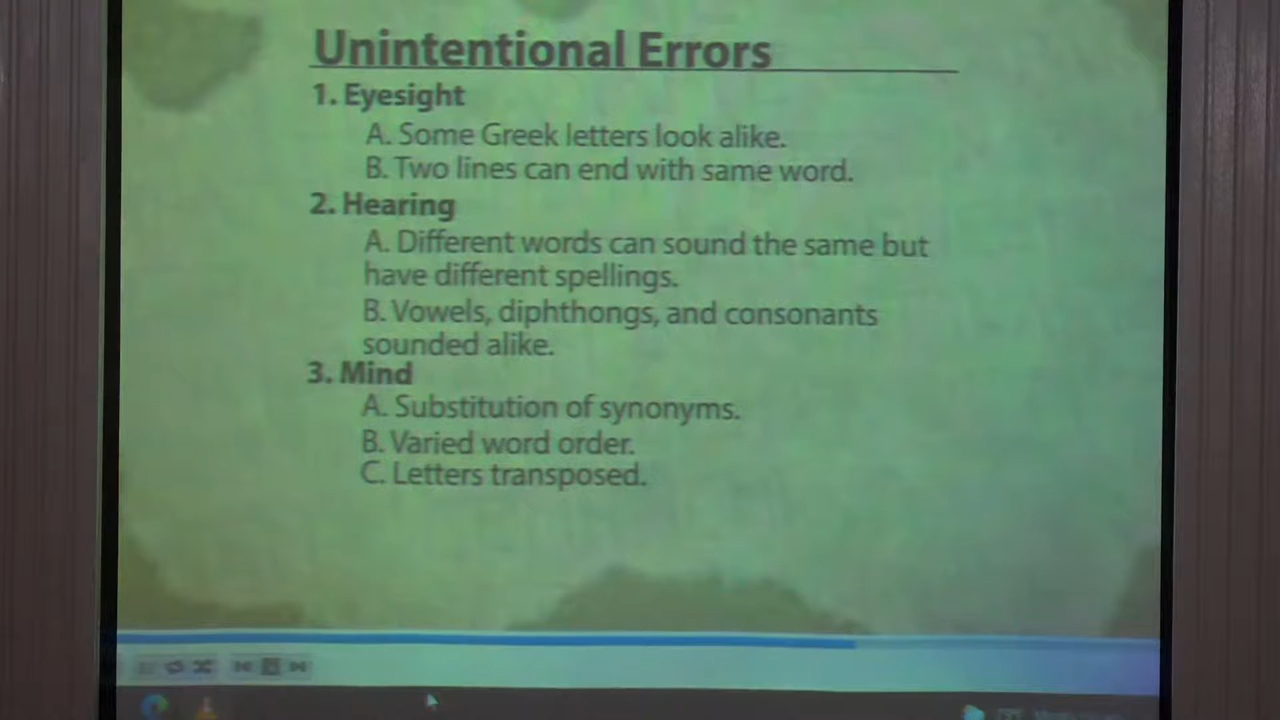 Unintentional Errors
1. Eyesight
A. Some Greek letters look alike.
B. Two lines can end with same word.
2. Hearing
A. Different words can sound the same but
have different spellings.
B. Vowels, diphthongs, and consonants
sounded alike.
3. Mind
A. Substitution of synonyms.
B. Varied word order.
C. Letters transposed.